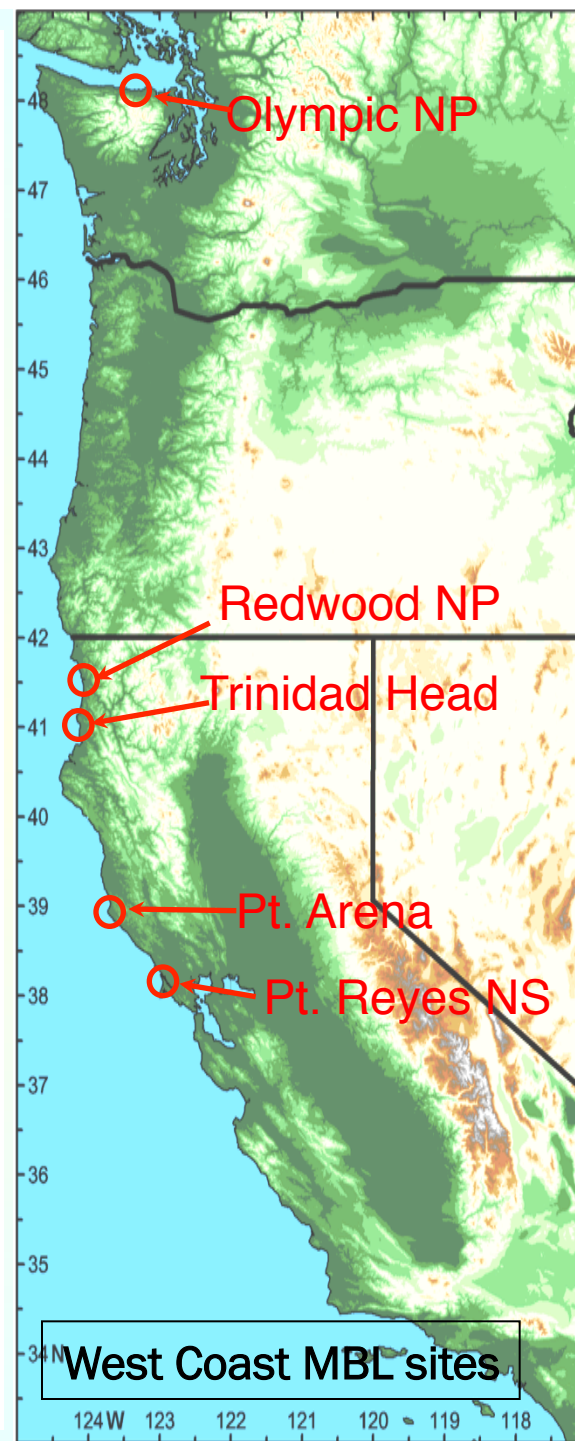 48
Olympic NP
47
46
45
44
43
Redwood NP
42
Trinidad Head
41
40
39
Pt. Arena
Pt. Reyes NS
38
37
36
35
34N
West Coast MBL sites
124W 123 122 121 120 119 118